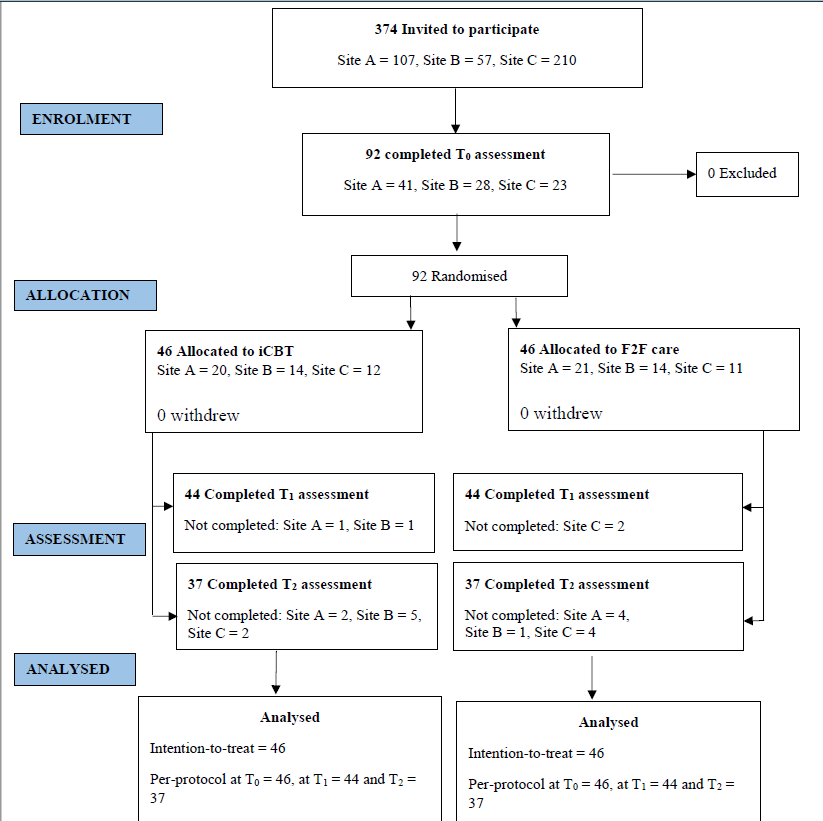 374 Invited to participate
Site A = 107, Site B = 57, Site C = 210
ENROLMENT
92 completed T₀ assessment
Site A = 41, Site B = 28, Site C = 23
0 Excluded
92 Randomised
ALLOCATION
46 Allocated to iCBT
Site A = 20, Site B = 14, Site C = 12
0 withdrew
46 Allocated to F2F care
Site A = 21, Site B = 14, Site C = 11
0 withdrew
44 Completed T₁ assessment
Not completed: Site A = 1, Site B = 1
44 Completed T₁ assessment
Not completed: Site C = 2
ASSESSMENT
37 Completed T₂ assessment
Not completed: Site A = 2, Site B = 5,
Site C = 2
37 Completed T₂ assessment
Not completed: Site A = 4,
Site B = 1, Site C = 4
ANALYSED
Analysed
Intention-to-treat = 46
Per-protocol at T₀ = 46, at T₁ = 44 and T₂ =
37
Analysed
Intention-to-treat = 46
Per-protocol at T₀ = 46, at T₁ = 44 and T₂ =
37